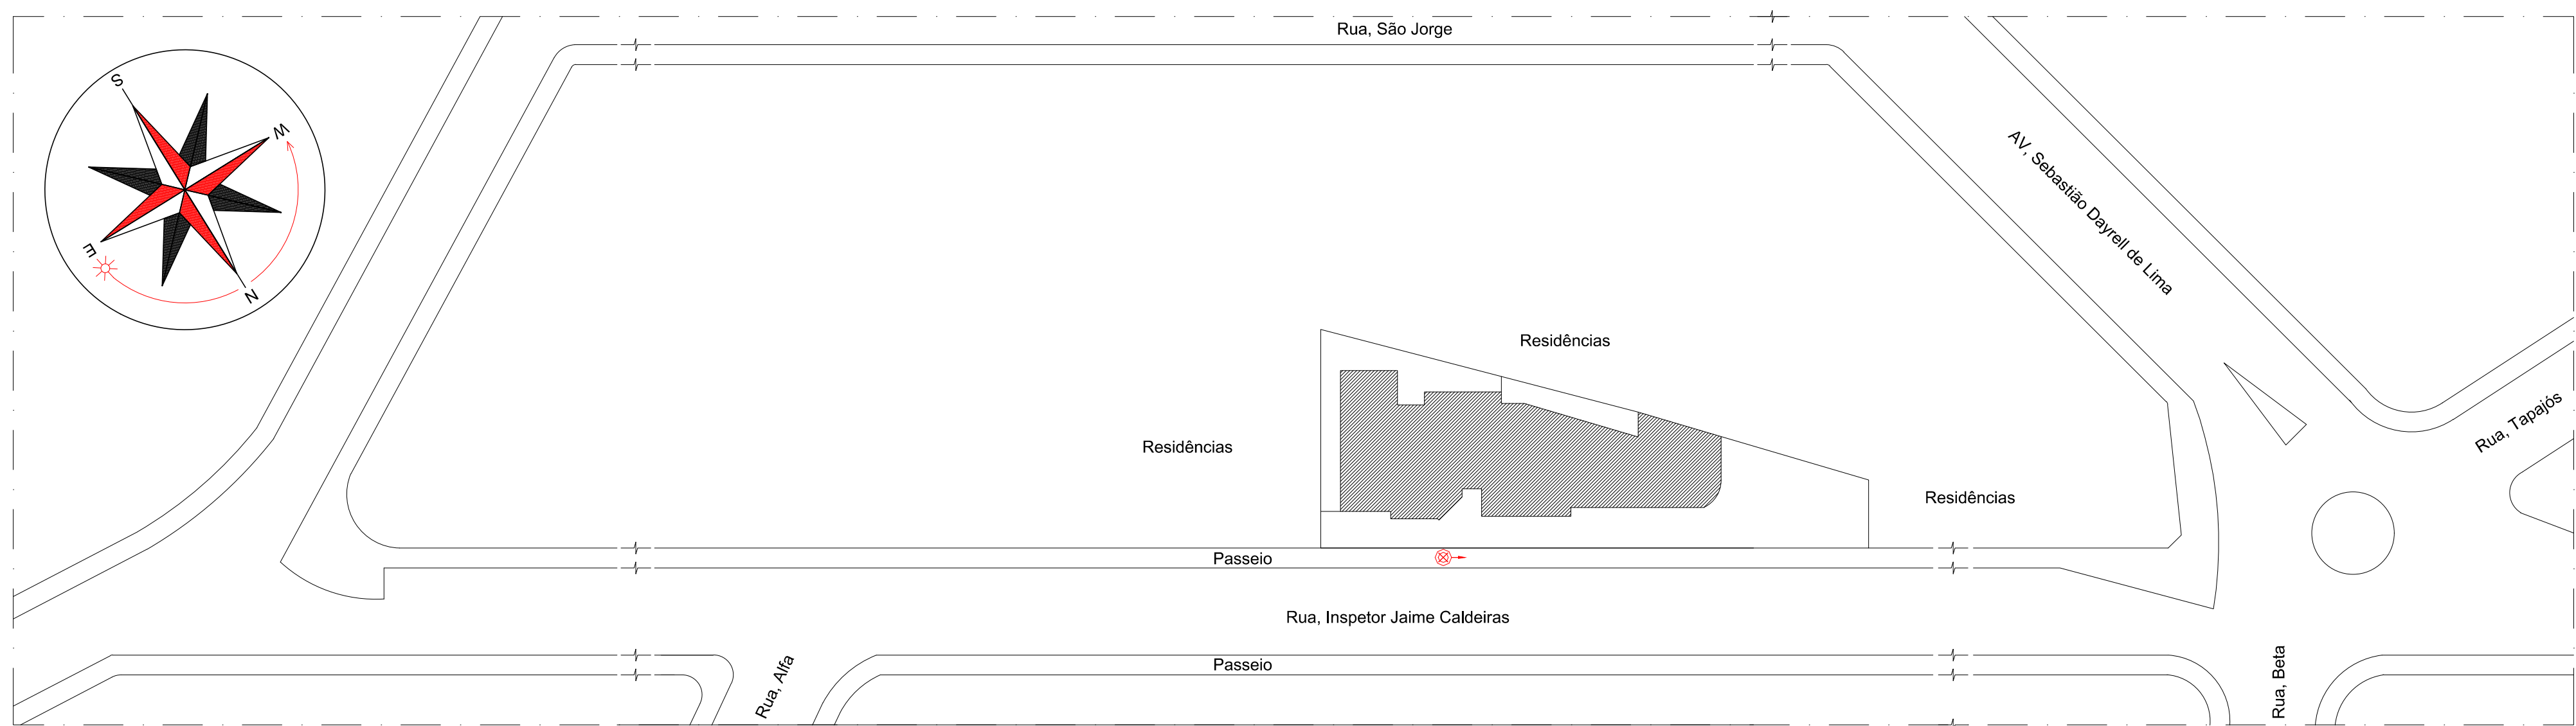 Rua, São Jorge
S
W
E
N
AV, Sebastião Dayrell de Lima
Residências
Residências
Residências
Rua, Tapajós
Passeio
Rua, Inspetor Jaime Caldeiras
Passeio
Rua, Alfa
Rua, Beta